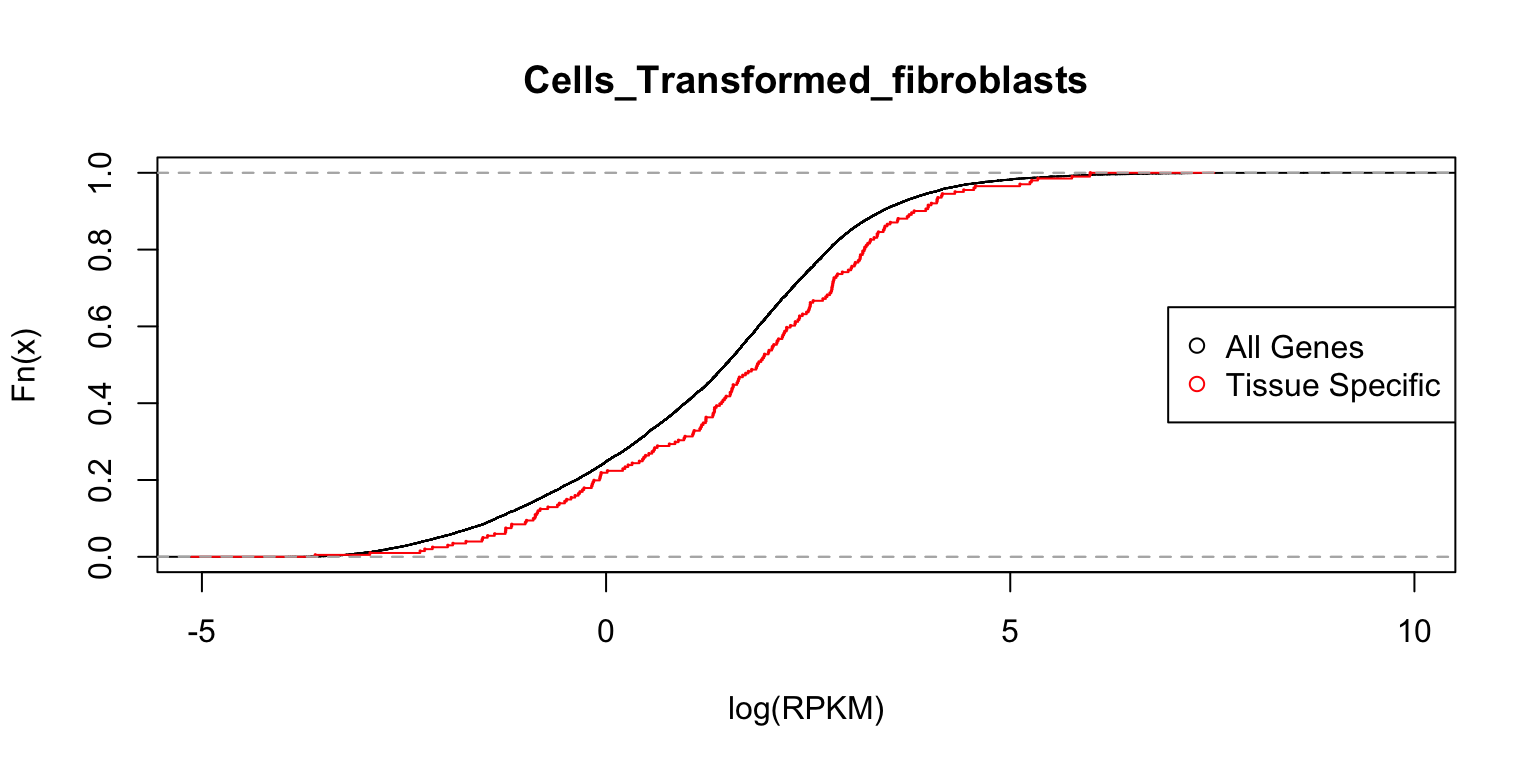 Cells_Transformed_fibroblasts
Fn(x)
1.0
0.8
0.6
0.4
0.2
0.0
All Genes
Tissue Specific
-5 0 5 10
log(RPKM)